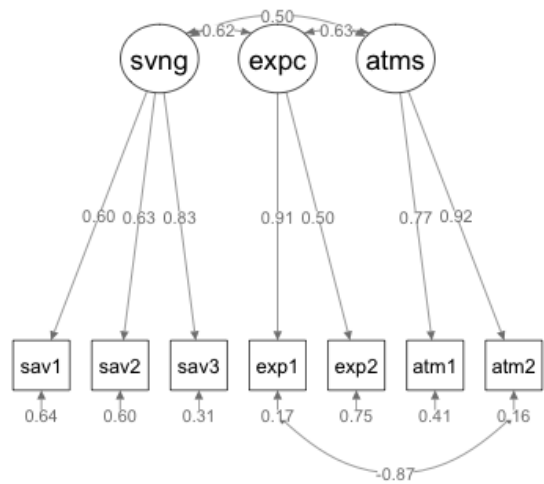 0.50
0.62 0.63
svng expc atms
0.60 0.63 0.83 0.91 0.50 0.77 0.92
sav1 sav2 sav3 exp1 exp2 atm1 atm2
0.64 0.60 0.31 0.17 0.75 0.41 0.16
-0.87